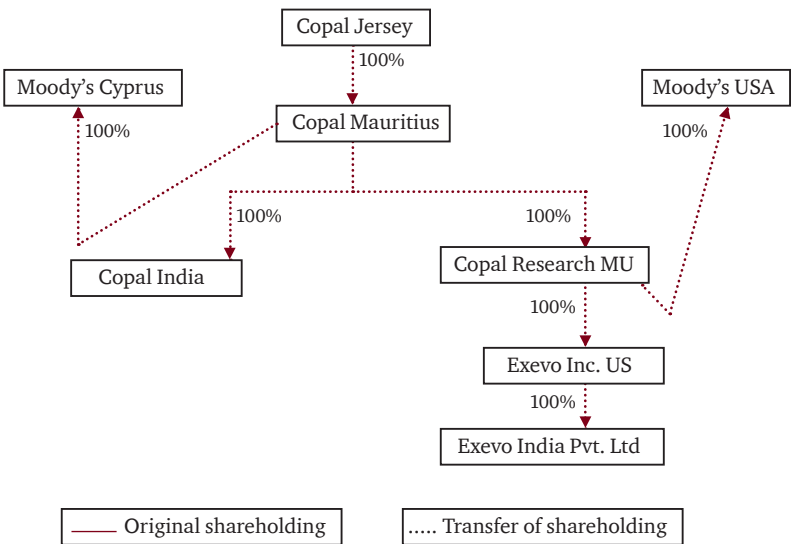 Copal Jersey
100%
Moody’s Cyprus
Moody’s USA
Copal Mauritius
100%
100%
100%
100%
Copal India
Copal Research MU
100%
Exevo Inc. US
100%
Exevo India Pvt. Ltd
____ Original shareholding
..... Transfer of shareholding